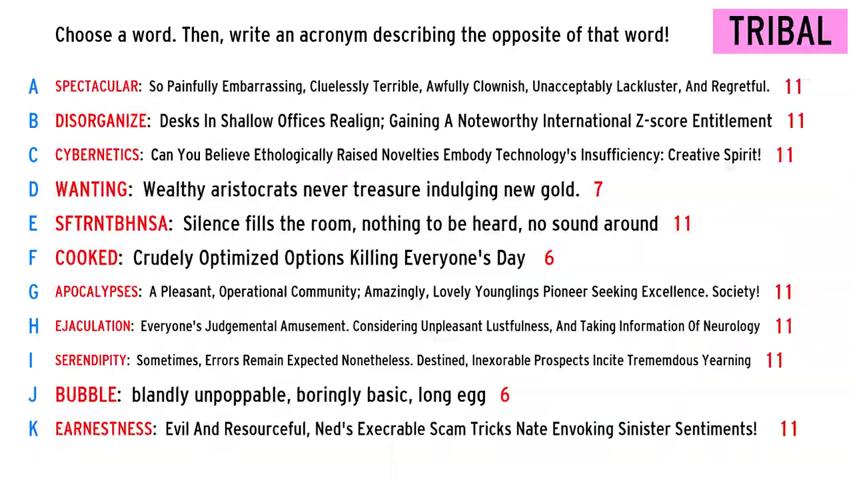 Choose a word. Then, write an acronym describing the opposite of that word!
TRIBAL
A SPECTACULAR: So Painfully Embarrassing, Cluelessly Terrible, Awfully Clownish, Unacceptably Lackluster, And Regretful. 11
B DISORGANIZE: Desks In Shallow Offices Realign; Gaining A Noteworthy International Z-score Entitlement 11
C CYBERNETICS: Can You Believe Ethologically Raised Novelties Embody Technology's Insufficiency: Creative Spirit! 11
D WANTING: Wealthy aristocrats never treasure indulging new gold. 7
E SFTRNTBHNSA: Silence fills the room, nothing to be heard, no sound around 11
F COOKED: Crudely Optimized Options Killing Everyone's Day 6
G APOCALYPSES: A Pleasant, Operational Community; Amazingly, Lovely Younglings Pioneer Seeking Excellence. Society! 11
H EJACULATION: Everyone's Judgemental Amusement. Considering Unpleasant Lustfulness, And Taking Information Of Neurology 11
I SERENDIPITY: Sometimes, Errors Remain Expected Nonetheless. Destined, Inexorable Prospects Incite Trememdous Yearning 11
J BUBBLE: blandly unpoppable, boringly basic, long egg 6
K EARNESTNESS: Evil And Resourceful, Ned's Execrable Scam Tricks Nate Envoking Sinister Sentiments! 11